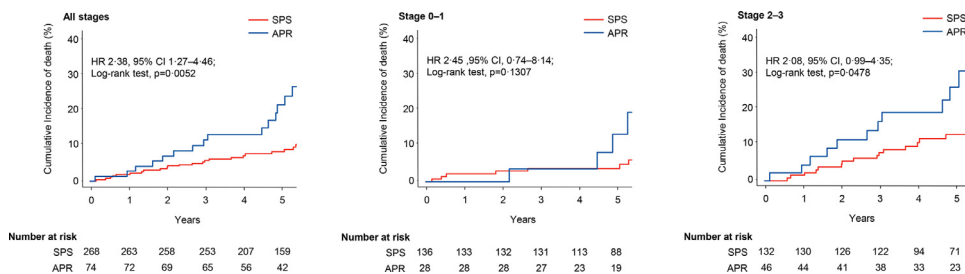 All stages
SPS
APR
40
30
20
10
0
HR 2·38, 95% CI 1·27–4·46;
Log-rank test, p=0·0052
Cumulative Incidence of death (%)
0 1 2 3 4 5
Years
Number at risk
SPS 268 263 258 253 207 159
APR 74 72 69 65 56 42
Stage 0–1
SPS
APR
40
30
20
10
0
HR 2·45 ,95% CI, 0·74–8·14;
Log-rank test, p=0·1307
Cumulative Incidence of death (%)
0 1 2 3 4 5
Years
Number at risk
SPS 136 133 132 131 113 88
APR 28 28 28 27 23 19
Stage 2–3
SPS
APR
40
30
20
10
0
HR 2·08, 95% CI, 0·99–4·35;
Log-rank test, p=0·0478
Cumulative Incidence of death (%)
0 1 2 3 4 5
Years
Number at risk
SPS 132 130 126 122 94 71
APR 46 44 41 38 33 23